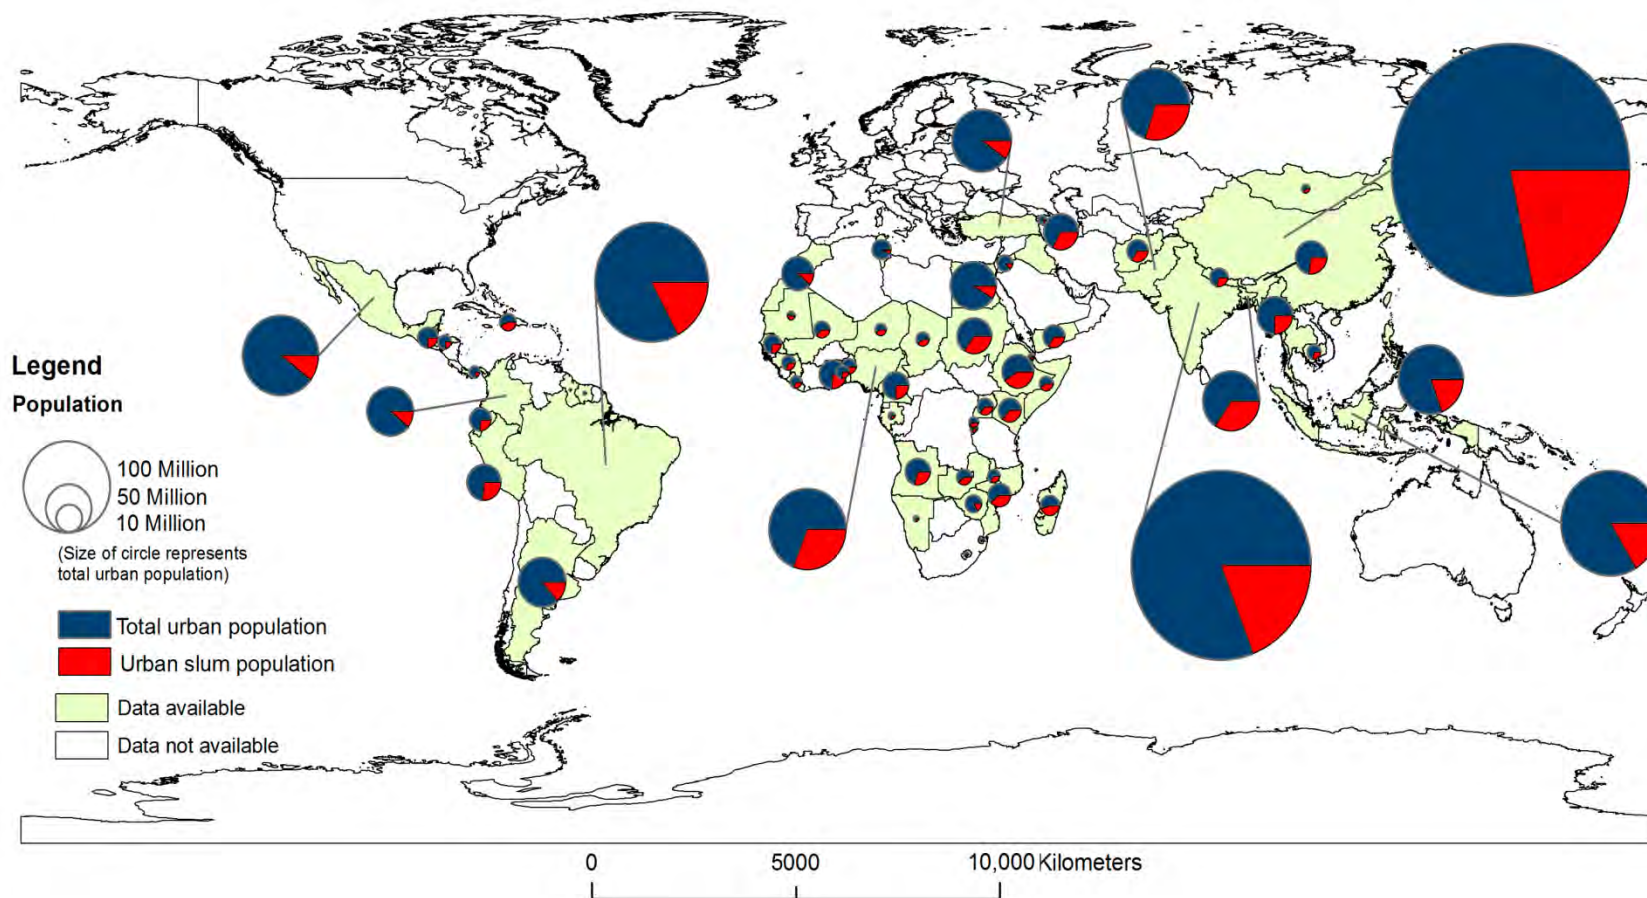 Legend
Population
100 Million
50 Million
10 Million
(Size of circle represents
total urban population)
Total urban population
Urban slum population
Data available
Data not available
0 5000 10,000 Kilometers